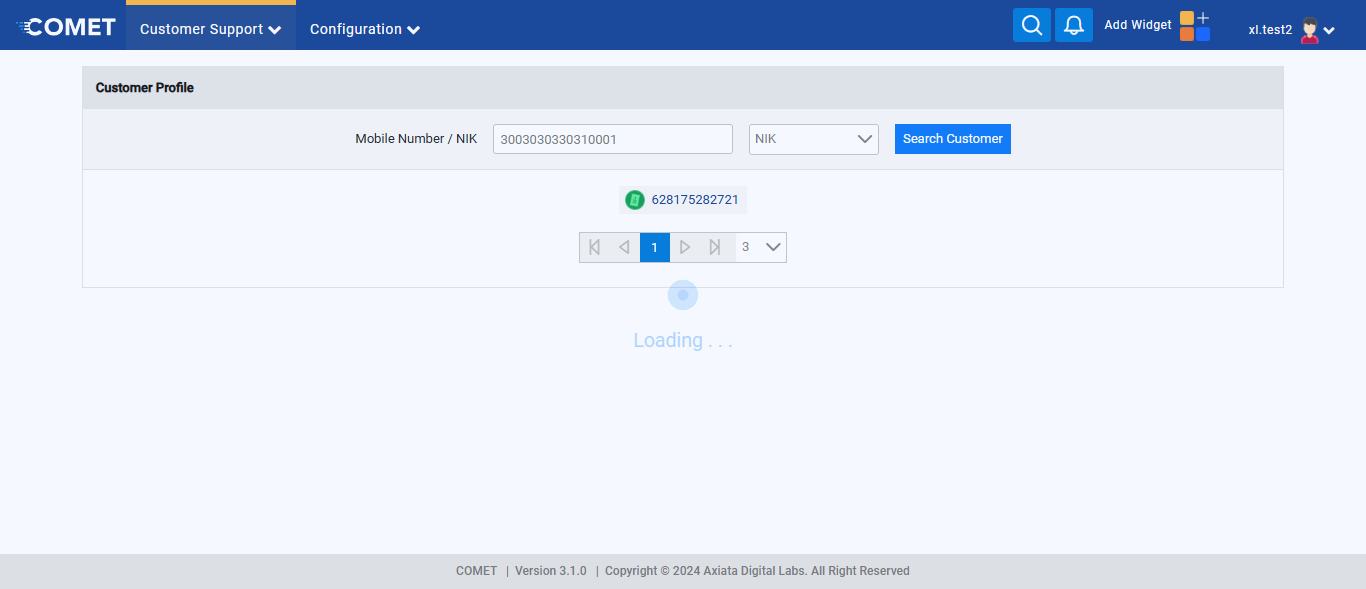 COMET Customer Support Configuration Add Widget xl.test2
Customer Profile
Mobile Number / NIK 3003030330310001 NIK Search Customer
628175282721
1 3
Loading . . .
COMET | Version 3.1.0 | Copyright © 2024 Axiata Digital Labs. All Right Reserved